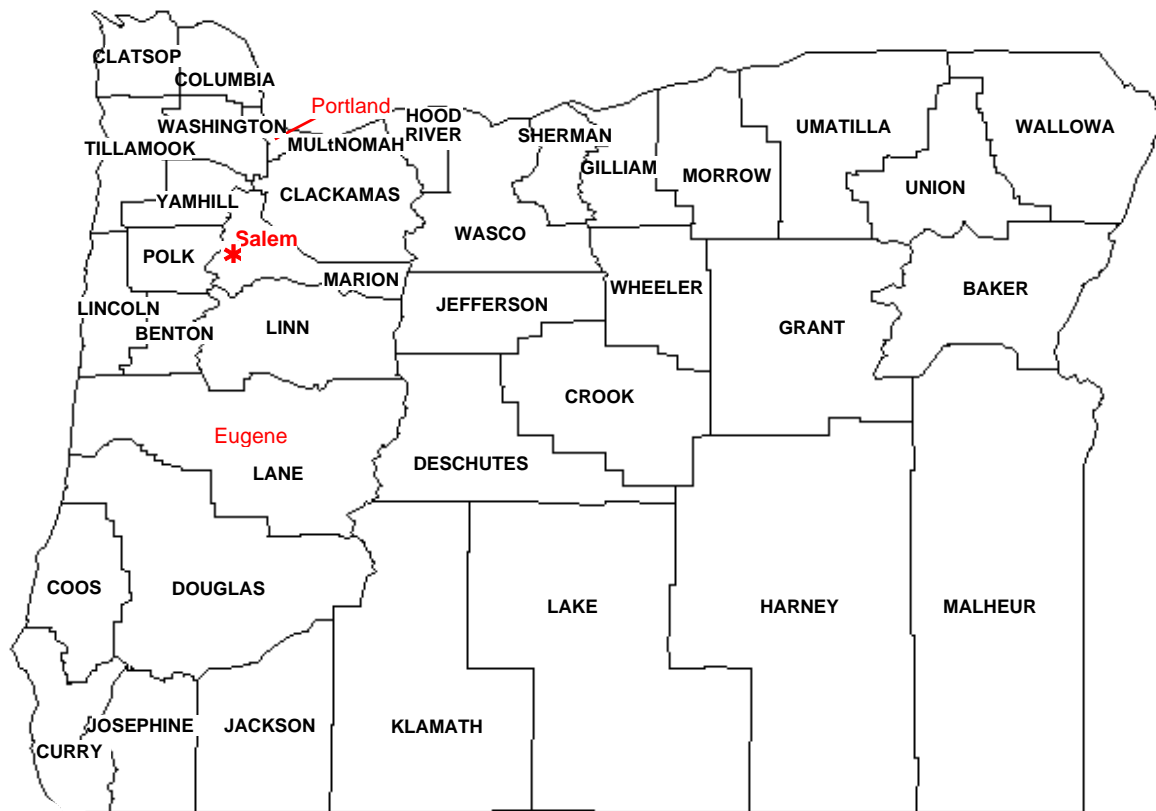 CLATSOP
COLUMBIA
Portland
HOOD
RIVER
WASHINGTON
MULtNOMAH
SHERMAN
UMATILLA
WALLOWA
TILLAMOOK
GILLIAM
MORROW
UNION
YAMHILL
CLACKAMAS
WASCO
Salem
*
POLK
MARION
WHEELER
BAKER
LINCOLN
JEFFERSON
BENTON
LINN
GRANT
CROOK
Eugene
LANE
DESCHUTES
COOS
DOUGLAS
LAKE
HARNEY
MALHEUR
JOSEPHINE
JACKSON
KLAMATH
CURRY